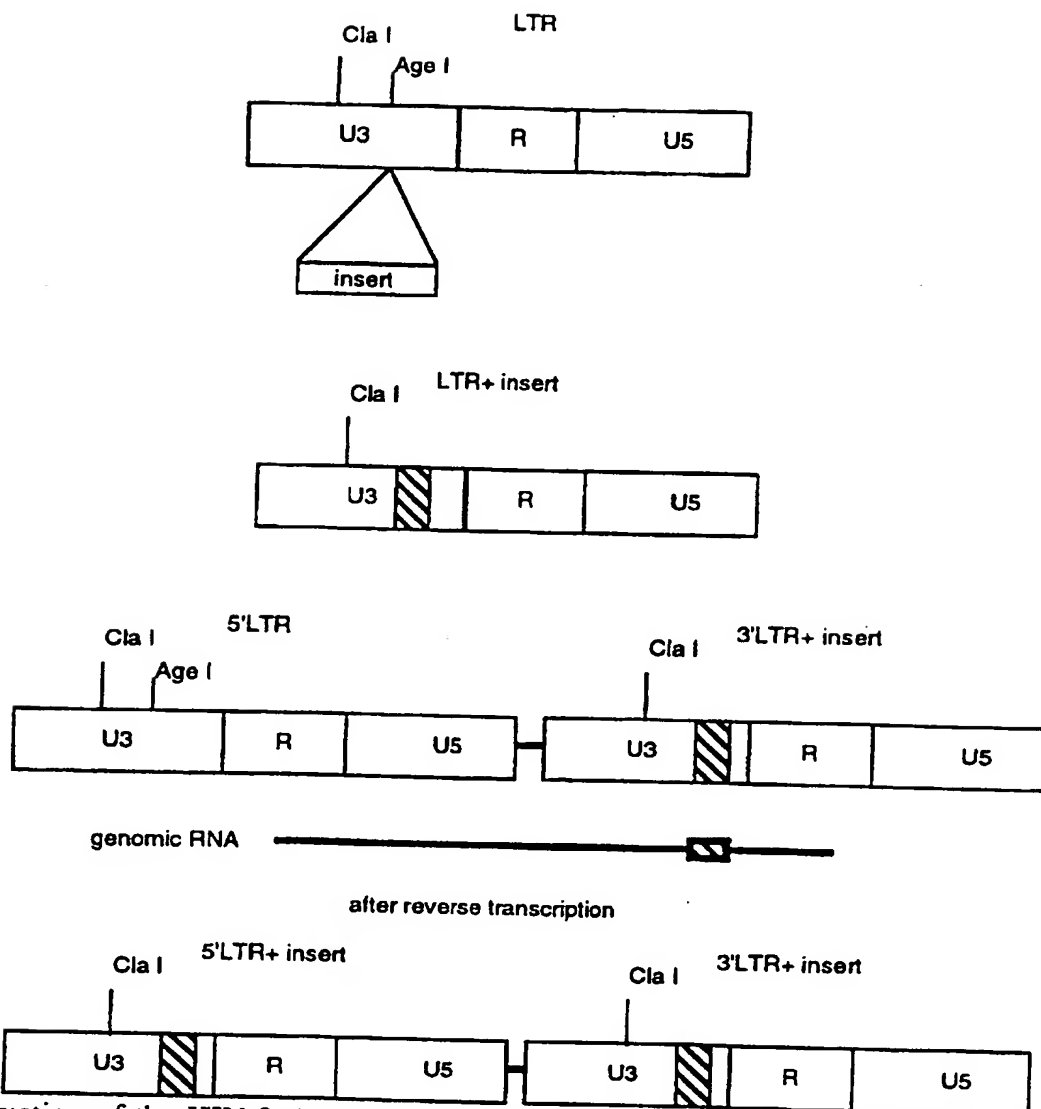 LTR
Cla I
Age I
U3 R U5
insert
LTR+ insert
Cla I
U3 R U5
5'LTR
Cla I
Age I
3'LTR+ insert
Cla I
U3 R U5 U3 R U5
genomic RNA
after reverse transcription
5'LTR+ insert
Cla I
3'LTR+ insert
Cla I
U3 R U5 U3 R U5
of the